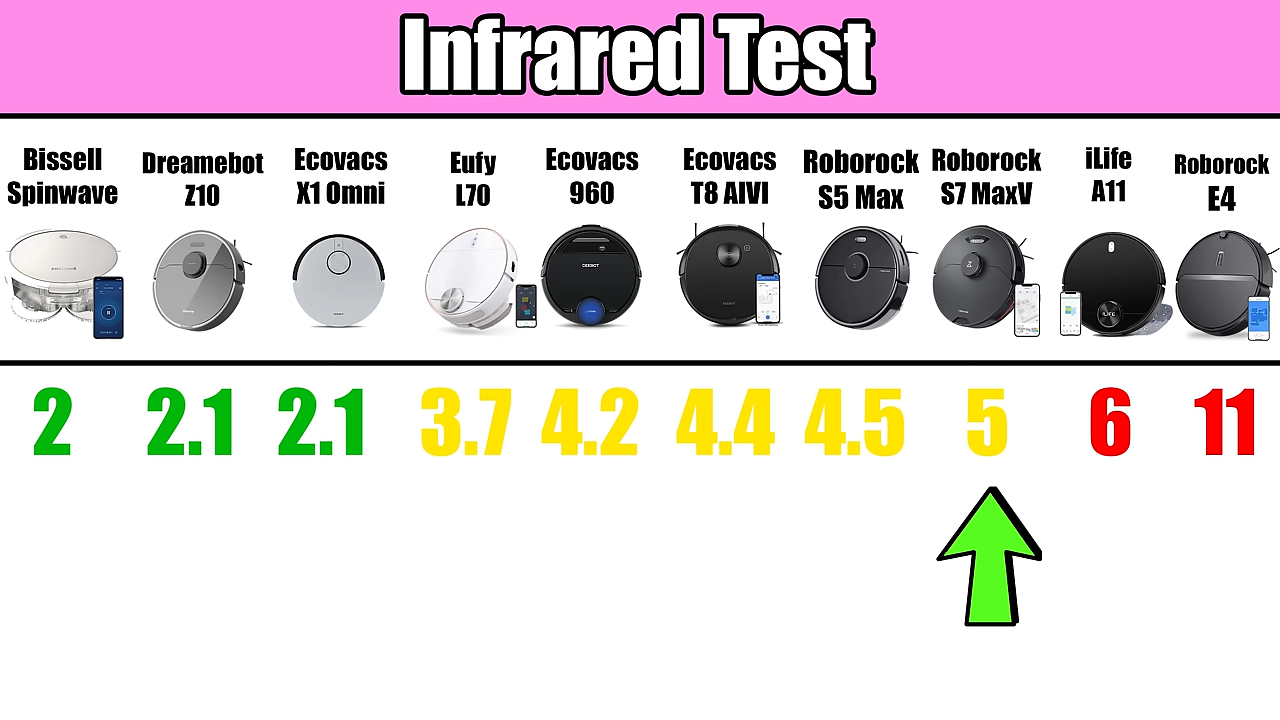 Infrared Test
Bissell
Spinwave
Dreamebot
Z10
Ecovacs
X1 Omni
Eufy
L70
Ecovacs
960
Ecovacs
T8 AIVI
Roborock
S5 Max
Roborock
S7 MaxV
iLife
A11
Roborock
E4
DEEBOT
iLIFE
2
2.1
2.1
3.7
4.2
4.4
4.5
5
6
11